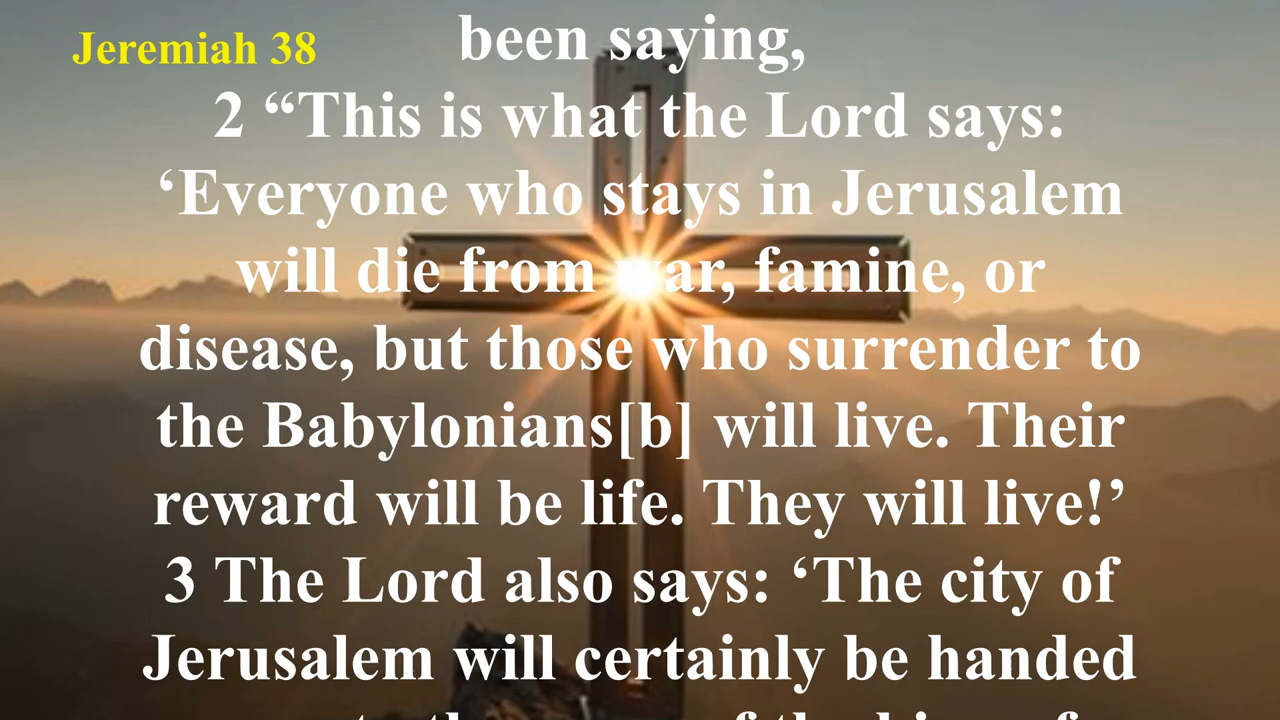 Jeremiah 38
been saying,
2 “This is what the Lord says:
‘Everyone who stays in Jerusalem
will die from war, famine, or
disease, but those who surrender to
the Babylonians[b] will live. Their
reward will be life. They will live!’
3 The Lord also says: ‘The city of
Jerusalem will certainly be handed